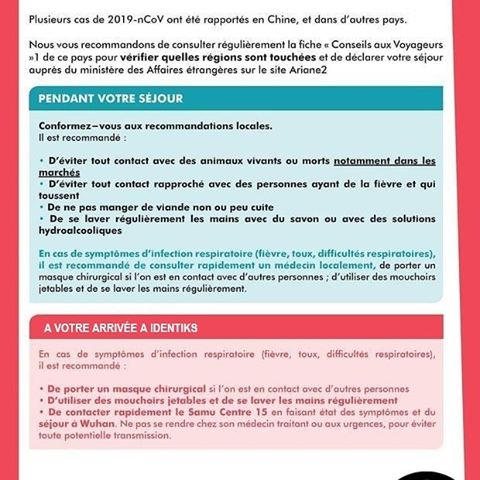 Plusieurs cas de 2019-nCoV ont été rapportés en Chine, et dans d'autres pays.
Nous vous recommandons de consulter régulièrement la fiche « Conseils aux Voyageurs
»1 de ce pays pour vérifier quelles régions sont touchées et de déclarer votre séjour
auprès du ministère des Affaires étrangères sur le site Ariane2
PENDANT VOTRE SÉJOUR
Conformez-vous aux recommandations locales.
Il est recommandé :
• D'éviter tout contact avec des animaux vivants ou morts notamment dans les
marchés
• D'éviter tout contact rapproché avec des personnes ayant de la fièvre et qui
toussent
• De ne pas manger de viande non ou peu cuite
• De se laver régulièrement les mains avec du savon ou avec des solutions
hydroalcooliques
En cas de symptômes d'infection respiratoire (fièvre, toux, difficultés respiratoires),
il est recommandé de consulter rapidement un médecin localement, de porter un
masque chirurgical si l'on est en contact avec d'autres personnes ; d'utiliser des mouchoirs
jetables et de se laver les mains régulièrement.
A VOTRE ARRIVÉE A IDENTIKS
En cas de symptômes d'infection respiratoire (fièvre, toux, difficultés respiratoires),
il est recommandé :
• De porter un masque chirurgical si l'on est en contact avec d'autres personnes
• D'utiliser des mouchoirs jetables et de se laver les mains régulièrement
• De contacter rapidement le Samu Centre 15 en faisant état des symptômes et du
séjour à Wuhan. Ne pas se rendre chez son médecin traitant ou aux urgences, pour éviter
toute potentielle transmission.